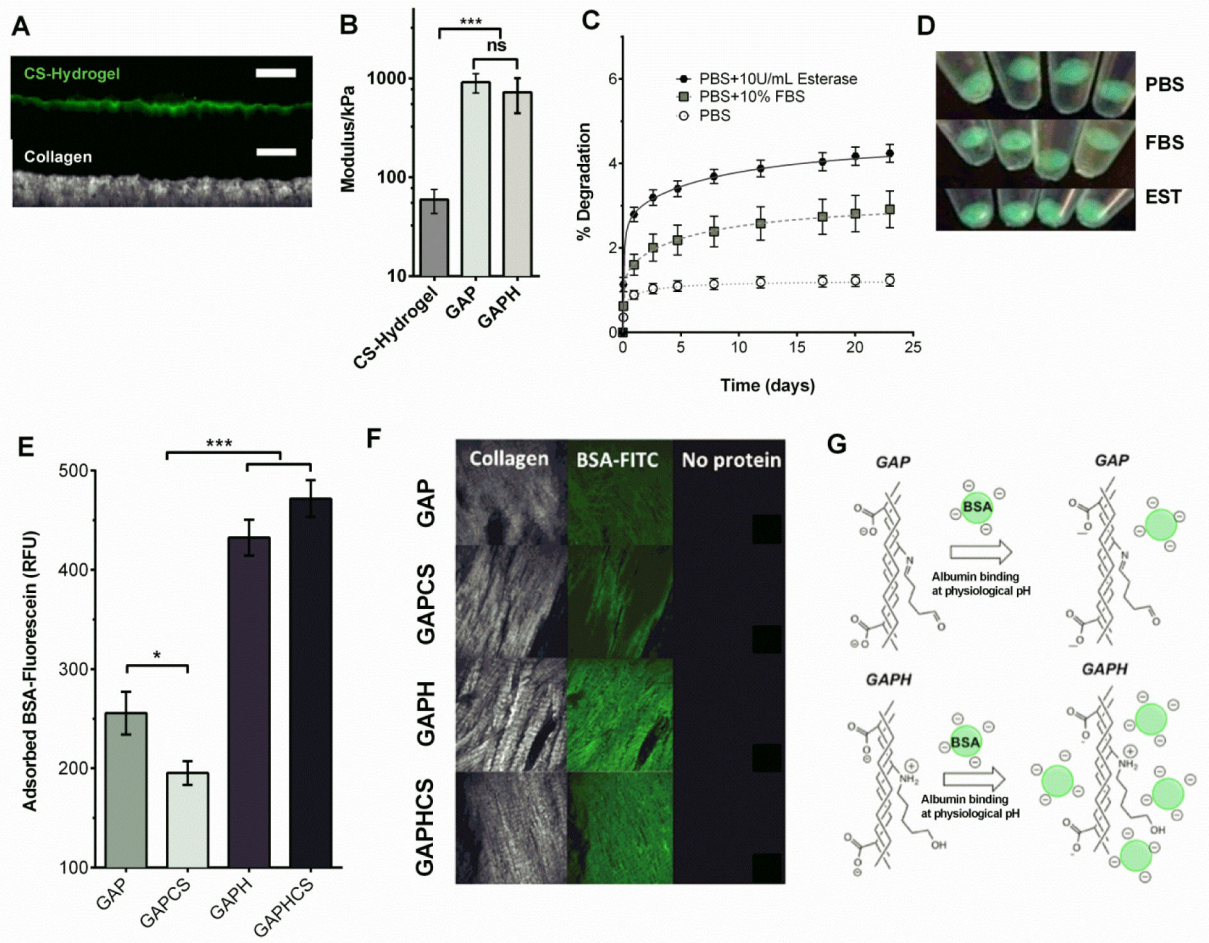 A
CS-Hydrogel
Collagen
B
***
ns
Modulus/kPa
1000
100
10
CS-Hydrogel
GAP
GAPH
C
PBS+10U/mL Esterase
PBS+10% FBS
PBS
% Degradation
6
4
2
0
0 5 10 15 20 25
Time (days)
D
PBS
FBS
EST
E
***
*
Adsorbed BSA-Fluorescein (RFU)
500
400
300
200
100
GAP
GAPCS
GAPH
GAPHCS
F
Collagen BSA-FITC No protein
GAP
GAPCS
GAPH
GAPHCS
G
GAP
GAP
BSA
Albumin binding
at physiological pH
O
O
N
O
O
O
O
O
N
O
O
O
GAPH
GAPH
BSA
Albumin binding
at physiological pH
O
O
NH2
O
O
OH
O
O
NH2
O
O
OH